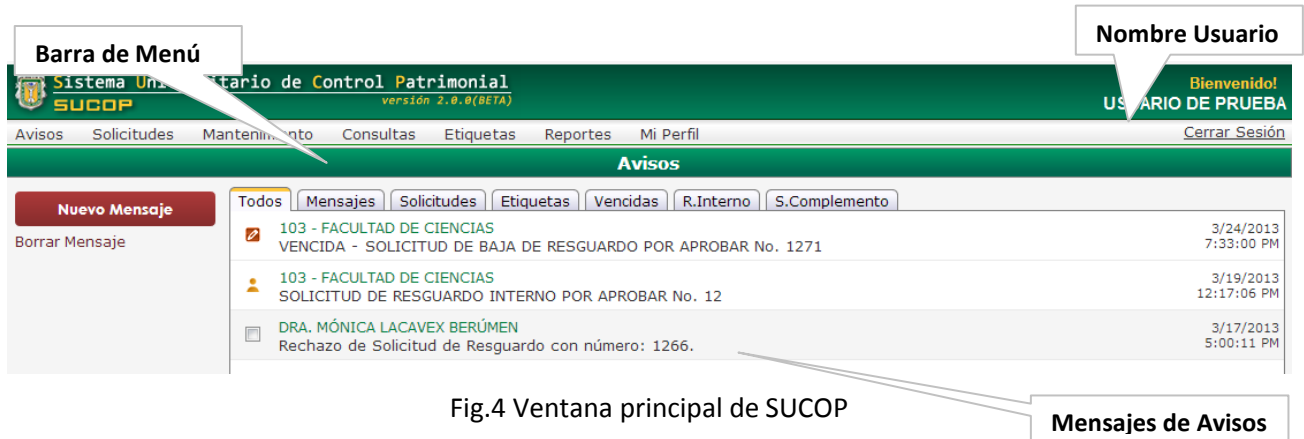 Nombre Usuario
Barra de Menú
Sistema Uni itario de Control Patrimonial
SUCOP
versión 2.0.0(BETA)
Bienvenido!
US ARIO DE PRUEBA
Avisos Solicitudes Mantenimiento Consultas Etiquetas Reportes Mi Perfil Cerrar Sesión
Avisos
Nuevo Mensaje
Borrar Mensaje
Todos Mensajes Solicitudes Etiquetas Vencidas R.Interno S.Complemento
103 - FACULTAD DE CIENCIAS 3/24/2013
VENCIDA - SOLICITUD DE BAJA DE RESGUARDO POR APROBAR No. 1271 7:33:00 PM
103 - FACULTAD DE CIENCIAS 3/19/2013
SOLICITUD DE RESGUARDO INTERNO POR APROBAR No. 12 12:17:06 PM
DRA. MÓNICA LACAVEX BERÚMEN 3/17/2013
Rechazo de Solicitud de Resguardo con número: 1266. 5:00:11 PM
Fig.4 Ventana principal de SUCOP
Mensajes de Avisos